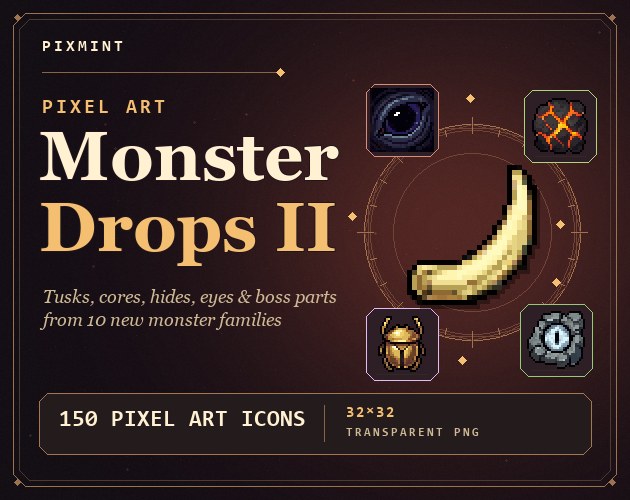 PIXMINT
PIXEL ART
Monster
Drops II
Tusks, cores, hides, eyes & boss parts
from 10 new monster families
150 PIXEL ART ICONS
32×32
TRANSPARENT PNG